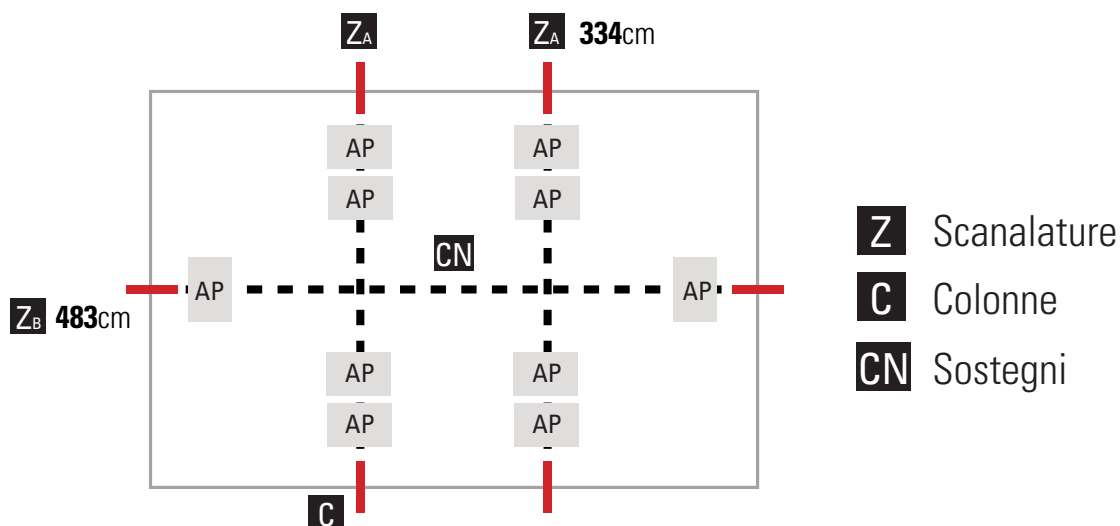 ZA
ZA 334cm
AP
AP
AP
AP
CN
AP
AP
ZB 483cm
AP
AP
AP
AP
C
Z Scanalature
C Colonne
CN Sostegni